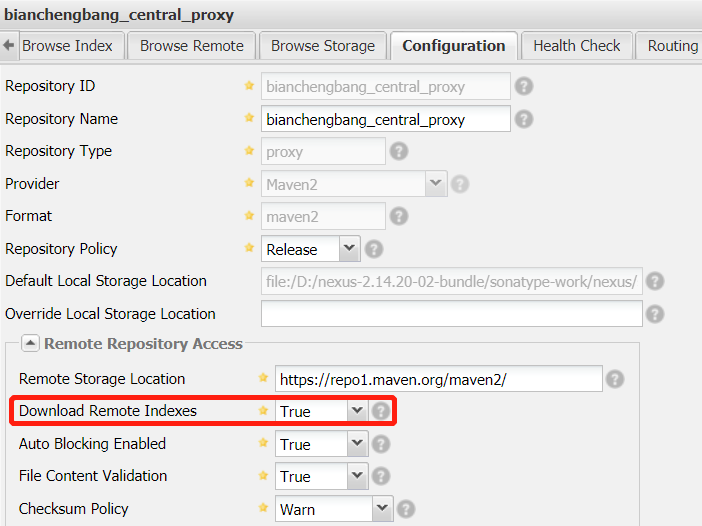 bianchengbang_central_proxy
Browse Index Browse Remote Browse Storage Configuration Health Check Routing
Repository ID bianchengbang_central_proxy ?
Repository Name bianchengbang_central_proxy ?
Repository Type proxy ?
Provider Maven2 ?
Format maven2 ?
Repository Policy Release ?
Default Local Storage Location file:/D:/nexus-2.14.20-02-bundle/sonatype-work/nexus/ ?
Override Local Storage Location ?
Remote Repository Access
Remote Storage Location https://repo1.maven.org/maven2/ ?
Download Remote Indexes True ?
Auto Blocking Enabled True ?
File Content Validation True ?
Checksum Policy Warn ?